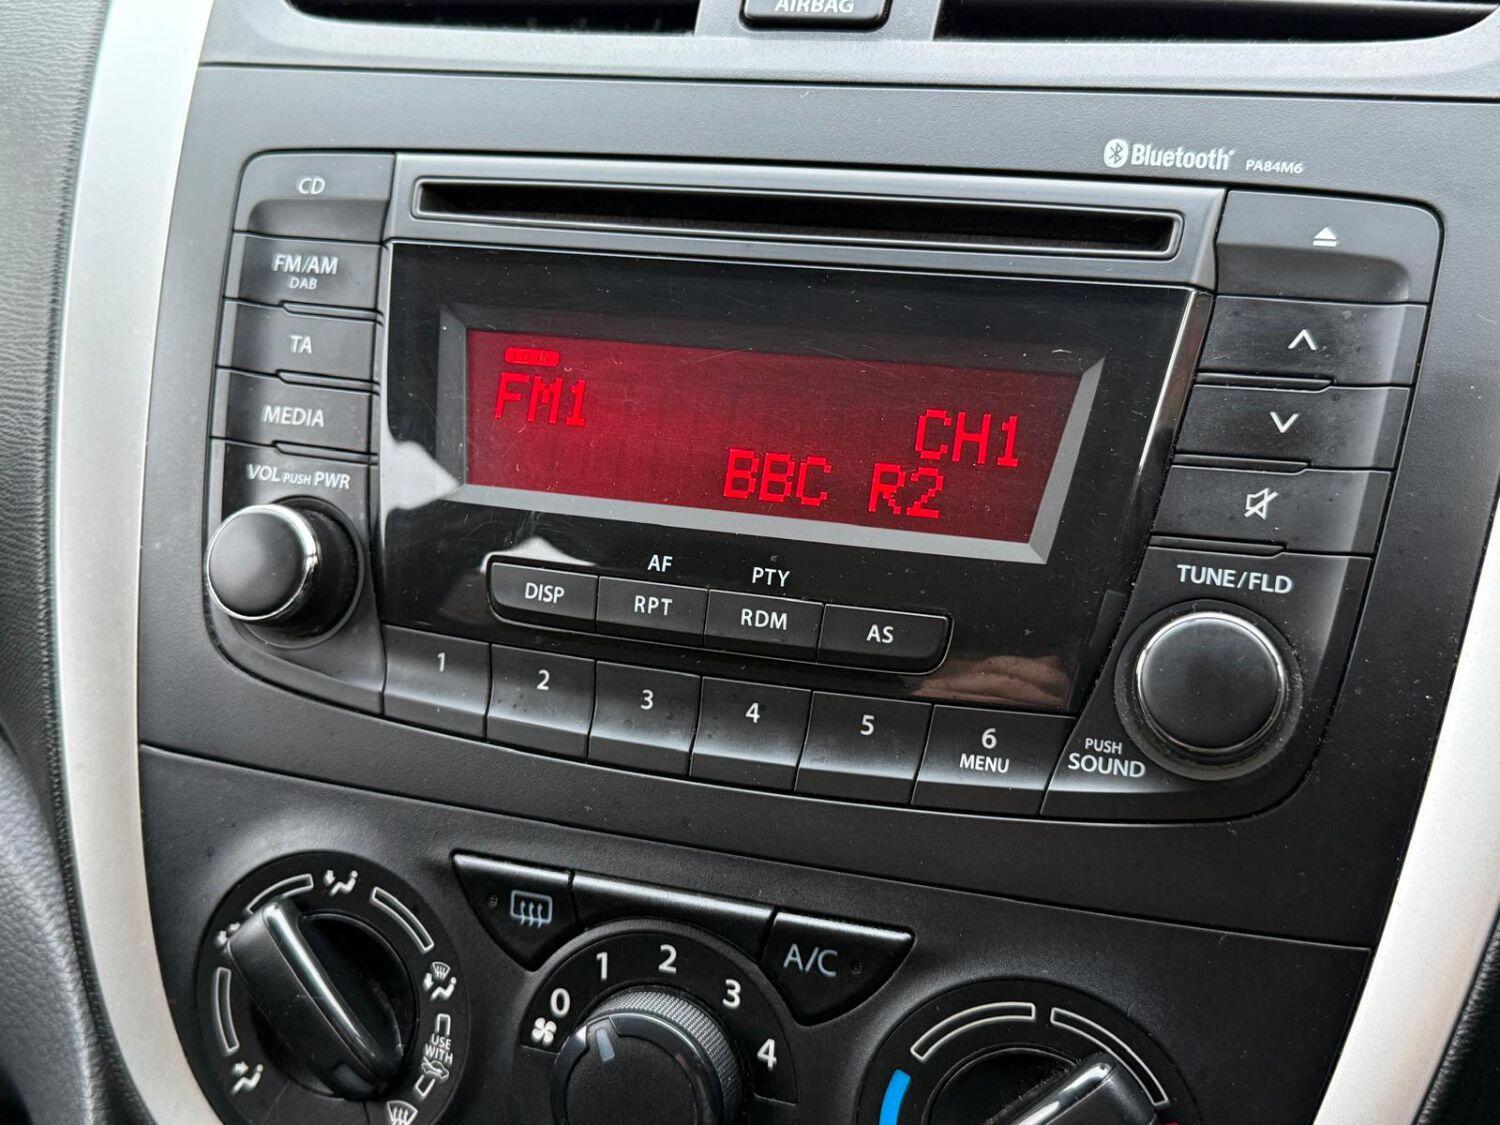 AIRBAG
Bluetooth PA84M6
CD
FM/AM
DAB
TA
MEDIA
VOL PUSH PWR
FM1
CH1
BBC R2
AF
PTY
DISP
RPT
RDM
AS
TUNE/FLD
1
2
3
4
5
6
MENU
PUSH
SOUND
A/C
0
1
2
3
4
USE
WITH